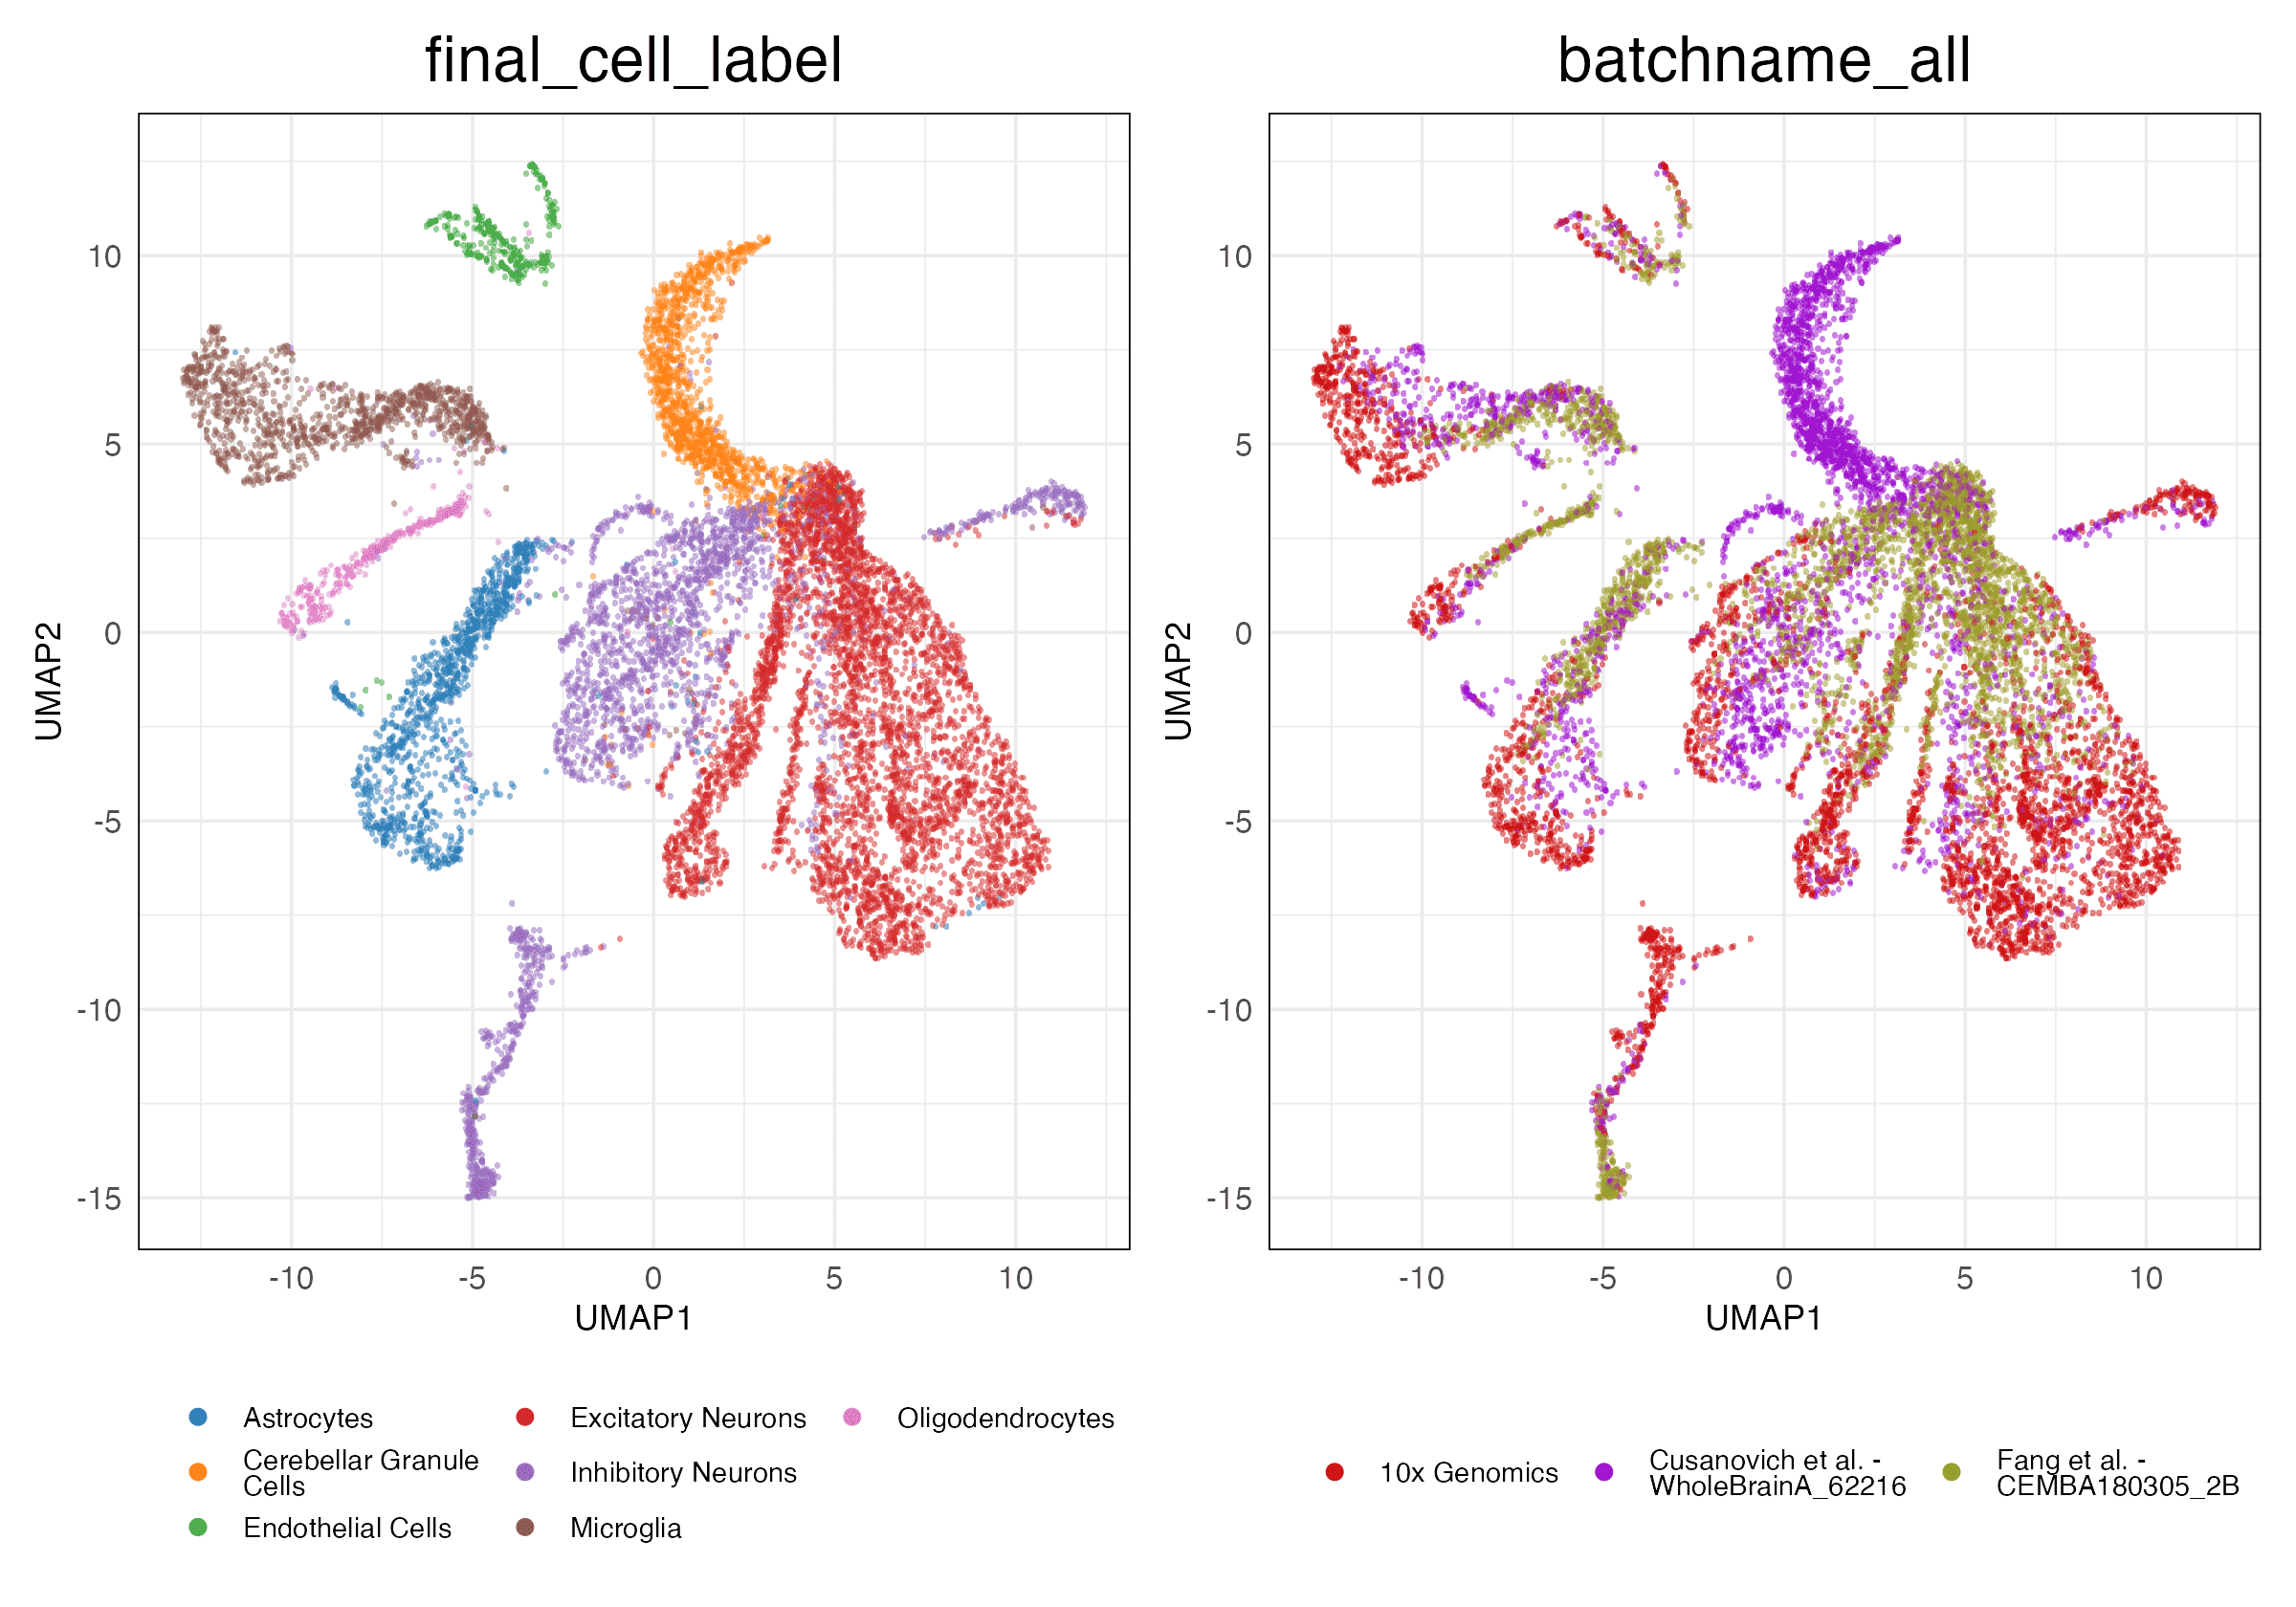 final_cell_label
batchname_all
10
5
0
-5
-10
-15
UMAP2
-10
-5
0
5
10
UMAP1
10
5
0
-5
-10
-15
UMAP2
-10
-5
0
5
10
UMAP1
Astrocytes
Cerebellar Granule
Cells
Endothelial Cells
Excitatory Neurons
Inhibitory Neurons
Microglia
Oligodendrocytes
10x Genomics
Cusanovich et al. -
WholeBrainA_62216
Fang et al. -
CEMBA180305_2B